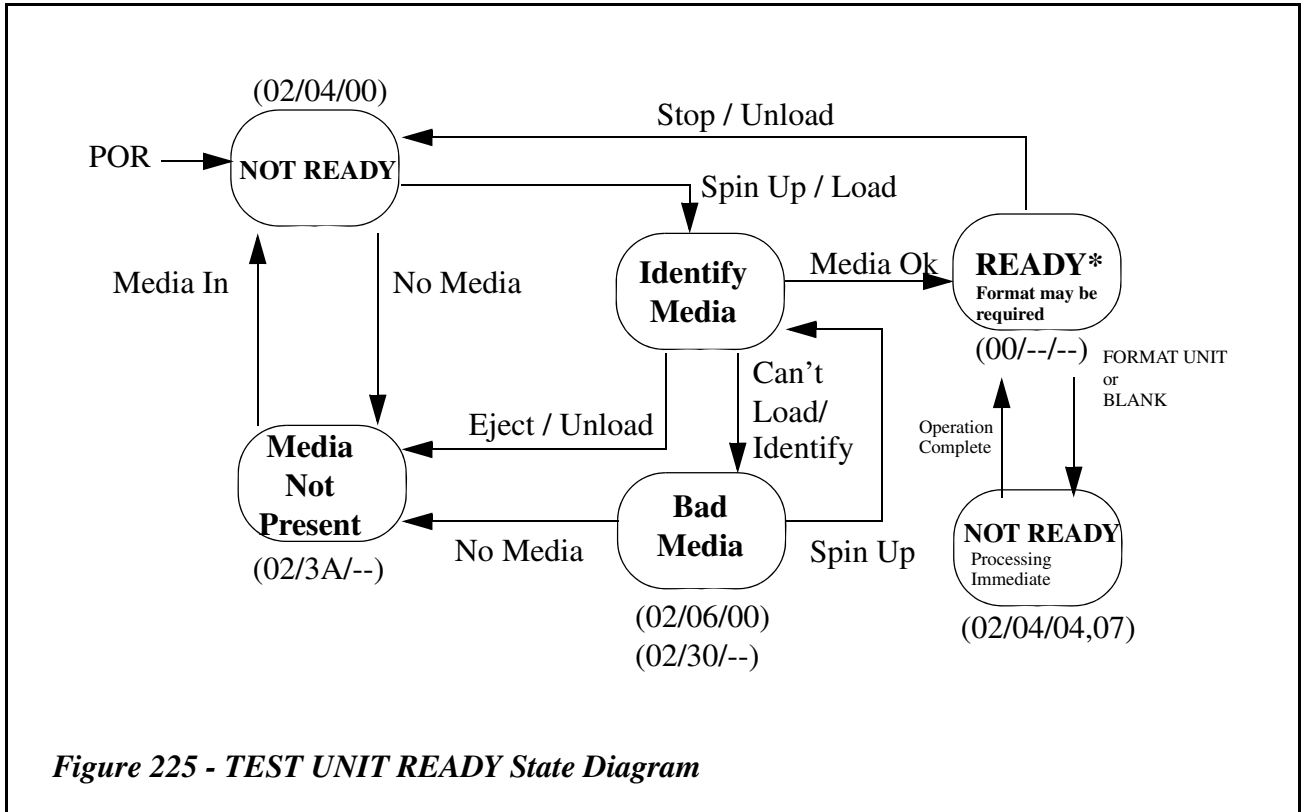 (02/04/00)
POR
NOT READY
Stop / Unload
Spin Up / Load
Media In
No Media
Identify
Media
Media Ok
READY*
Format may be
required
(00/--/--)
FORMAT UNIT
or
BLANK
Can't
Load/
Identify
Eject / Unload
Operation
Complete
Media
Not
Present
(02/3A/--)
No Media
Bad
Media
Spin Up
(02/06/00)
(02/30/--)
NOT READY
Processing
Immediate
(02/04/04,07)
Figure 225 - TEST UNIT READY State Diagram